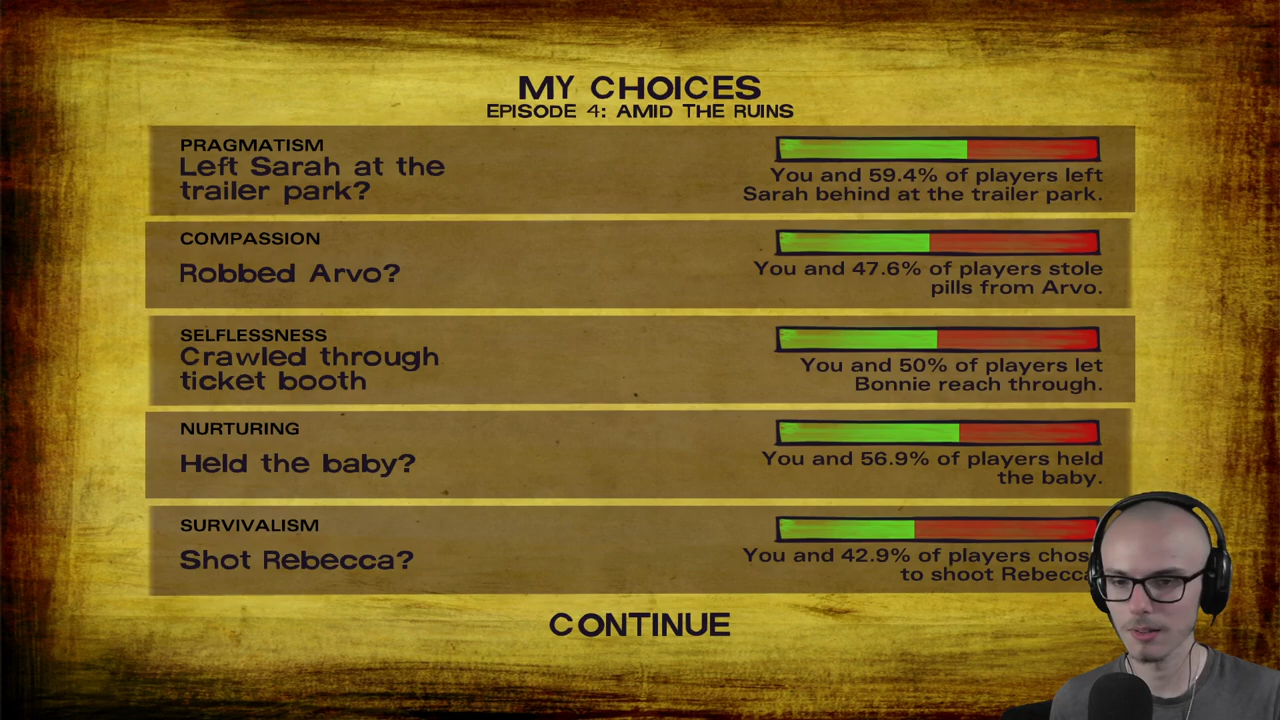 MY CHOICES
EPISODE 4: AMID THE RUINS
PRAGMATISM
Left Sarah at the
trailer park?
You and 59.4% of players left
Sarah behind at the trailer park.
COMPASSION
Robbed Arvo?
You and 47.6% of players stole
pills from Arvo.
SELFLESSNESS
Crawled through
ticket booth
You and 50% of players let
Bonnie reach through.
NURTURING
Held the baby?
You and 56.9% of players held
the baby.
SURVIVALISM
Shot Rebecca?
You and 42.9% of players chos
to shoot Rebecca
CONTINUE